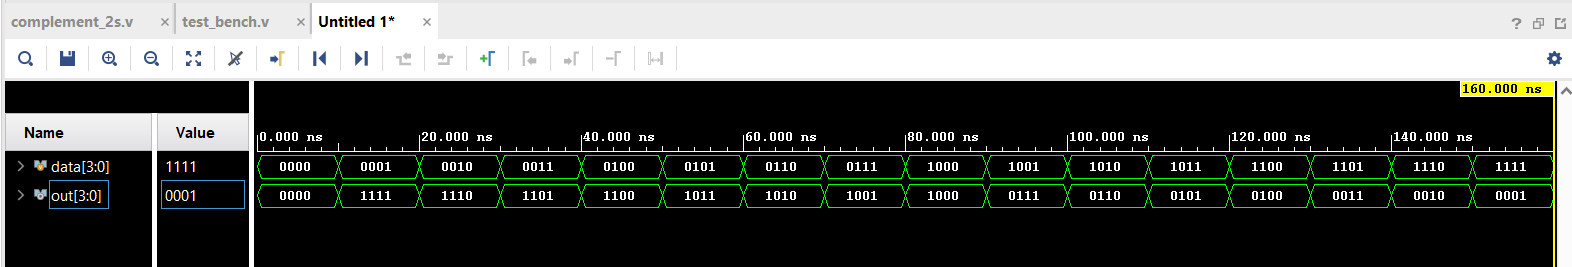 complement_2s.v × test_bench.v × Untitled 1* ×
?
160.000 ns
Name Value 0.000 ns 20.000 ns 40.000 ns 60.000 ns 80.000 ns 100.000 ns 120.000 ns 140.000 ns
data[3:0] 1111 0000 0001 0010 0011 0100 0101 0110 0111 1000 1001 1010 1011 1100 1101 1110 1111
out[3:0] 0001 0000 1111 1110 1101 1100 1011 1010 1001 1000 0111 0110 0101 0100 0011 0010 0001